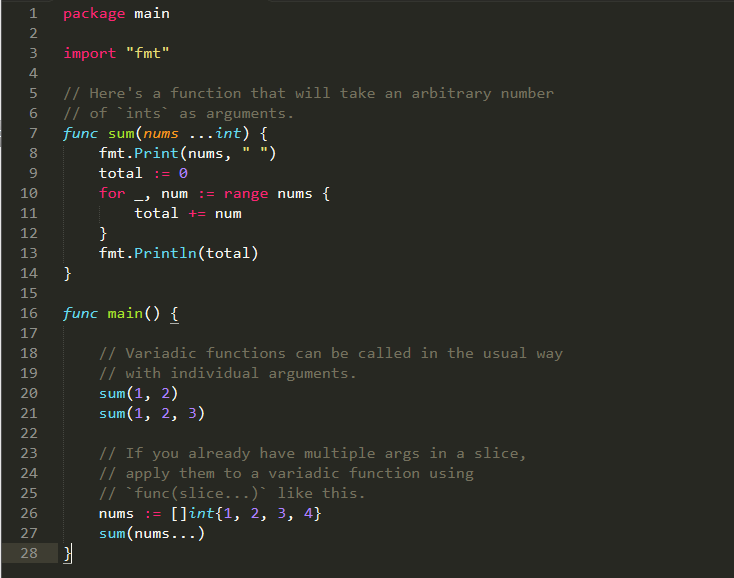 1 package main
2
3 import "fmt"
4
5 // Here's a function that will take an arbitrary number
6 // of `ints` as arguments.
7 func sum(nums ...int) {
8     fmt.Print(nums, " ")
9     total := 0
10     for _, num := range nums {
11         total += num
12     }
13     fmt.Println(total)
14 }
15
16 func main() {
17
18     // Variadic functions can be called in the usual way
19     // with individual arguments.
20     sum(1, 2)
21     sum(1, 2, 3)
22
23     // If you already have multiple args in a slice,
24     // apply them to a variadic function using
25     // `func(slice...)` like this.
26     nums := []int{1, 2, 3, 4}
27     sum(nums...)
28 }